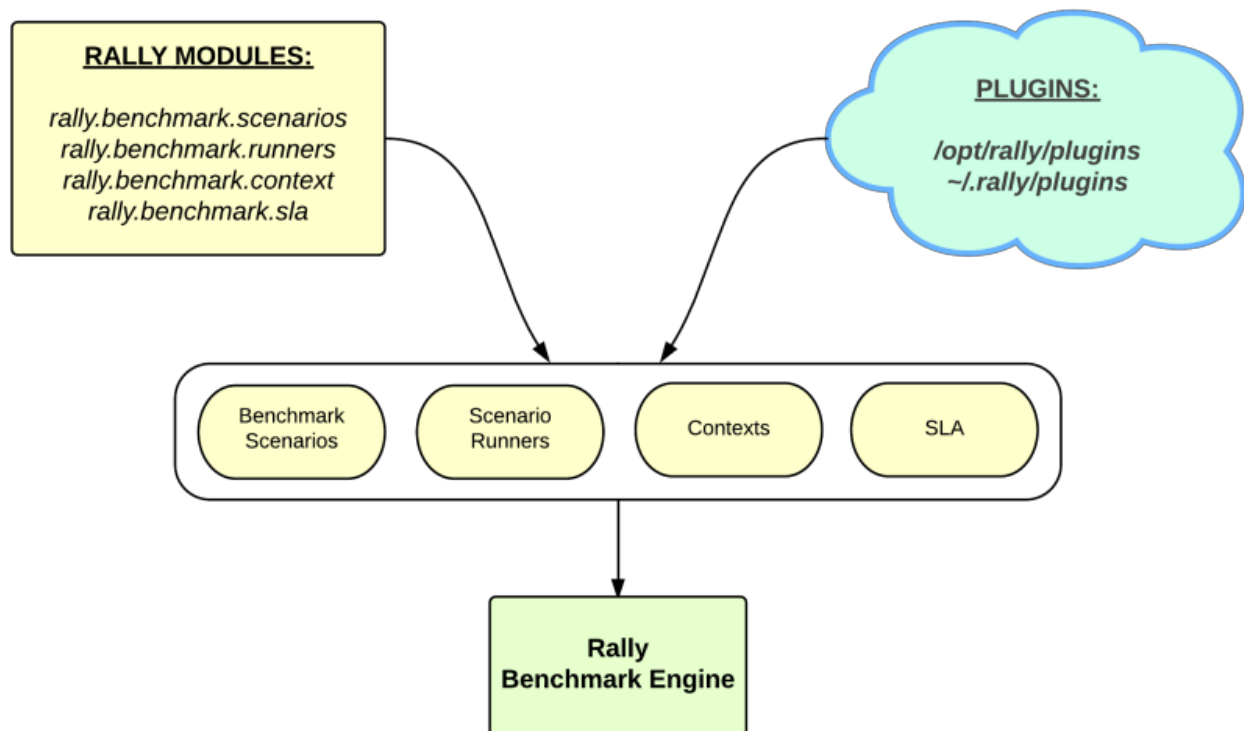 RALLY MODULES:
rally.benchmark.scenarios
rally.benchmark.runners
rally.benchmark.context
rally.benchmark.sla
PLUGINS:
/opt/rally/plugins
~/.rally/plugins
Benchmark
Scenarios
Scenario
Runners
Contexts
SLA
Rally
Benchmark Engine